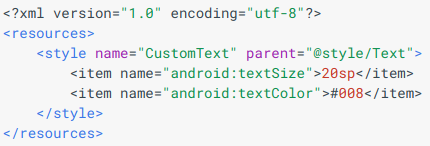 <?xml version="1.0" encoding="utf-8"?>
<resources>
    <style name="CustomText" parent="@style/Text">
        <item name="android:textSize">20sp</item>
        <item name="android:textColor">#008</item>
    </style>
</resources>